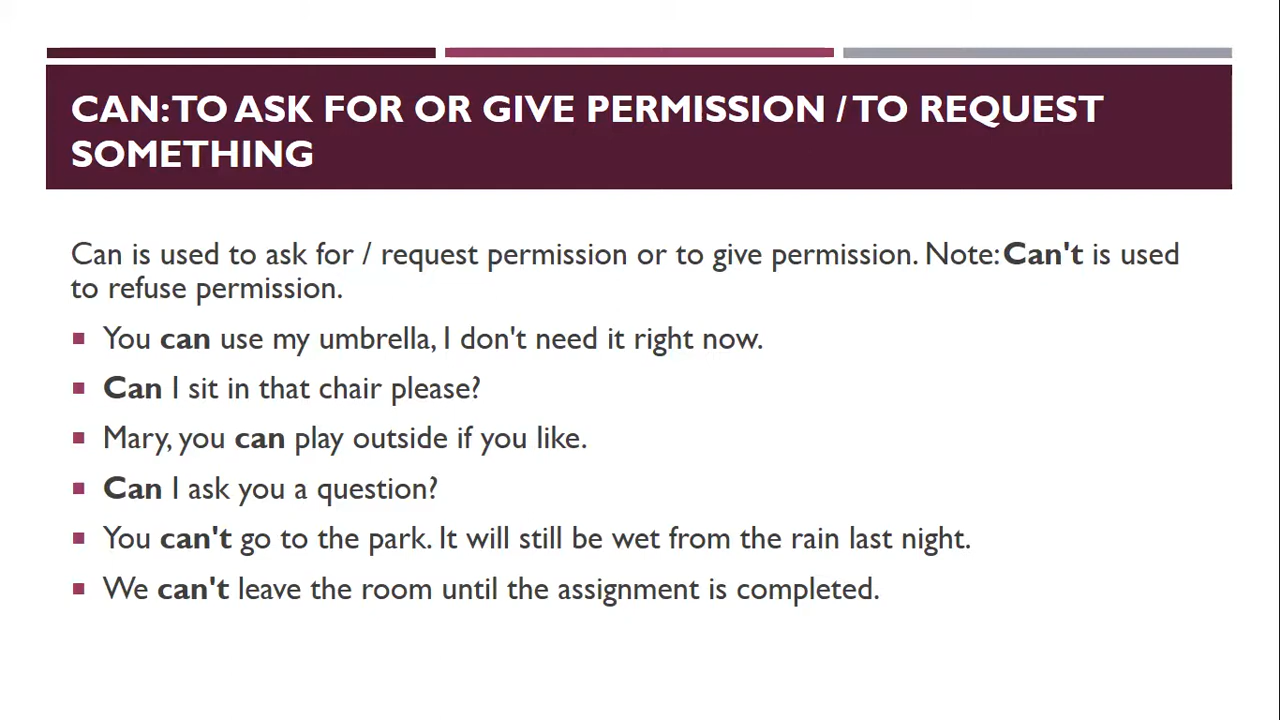 CAN: TO ASK FOR OR GIVE PERMISSION / TO REQUEST
SOMETHING
Can is used to ask for / request permission or to give permission. Note: Can't is used
to refuse permission.
▪ You can use my umbrella, I don't need it right now.
▪ Can I sit in that chair please?
▪ Mary, you can play outside if you like.
▪ Can I ask you a question?
▪ You can't go to the park. It will still be wet from the rain last night.
▪ We can't leave the room until the assignment is completed.